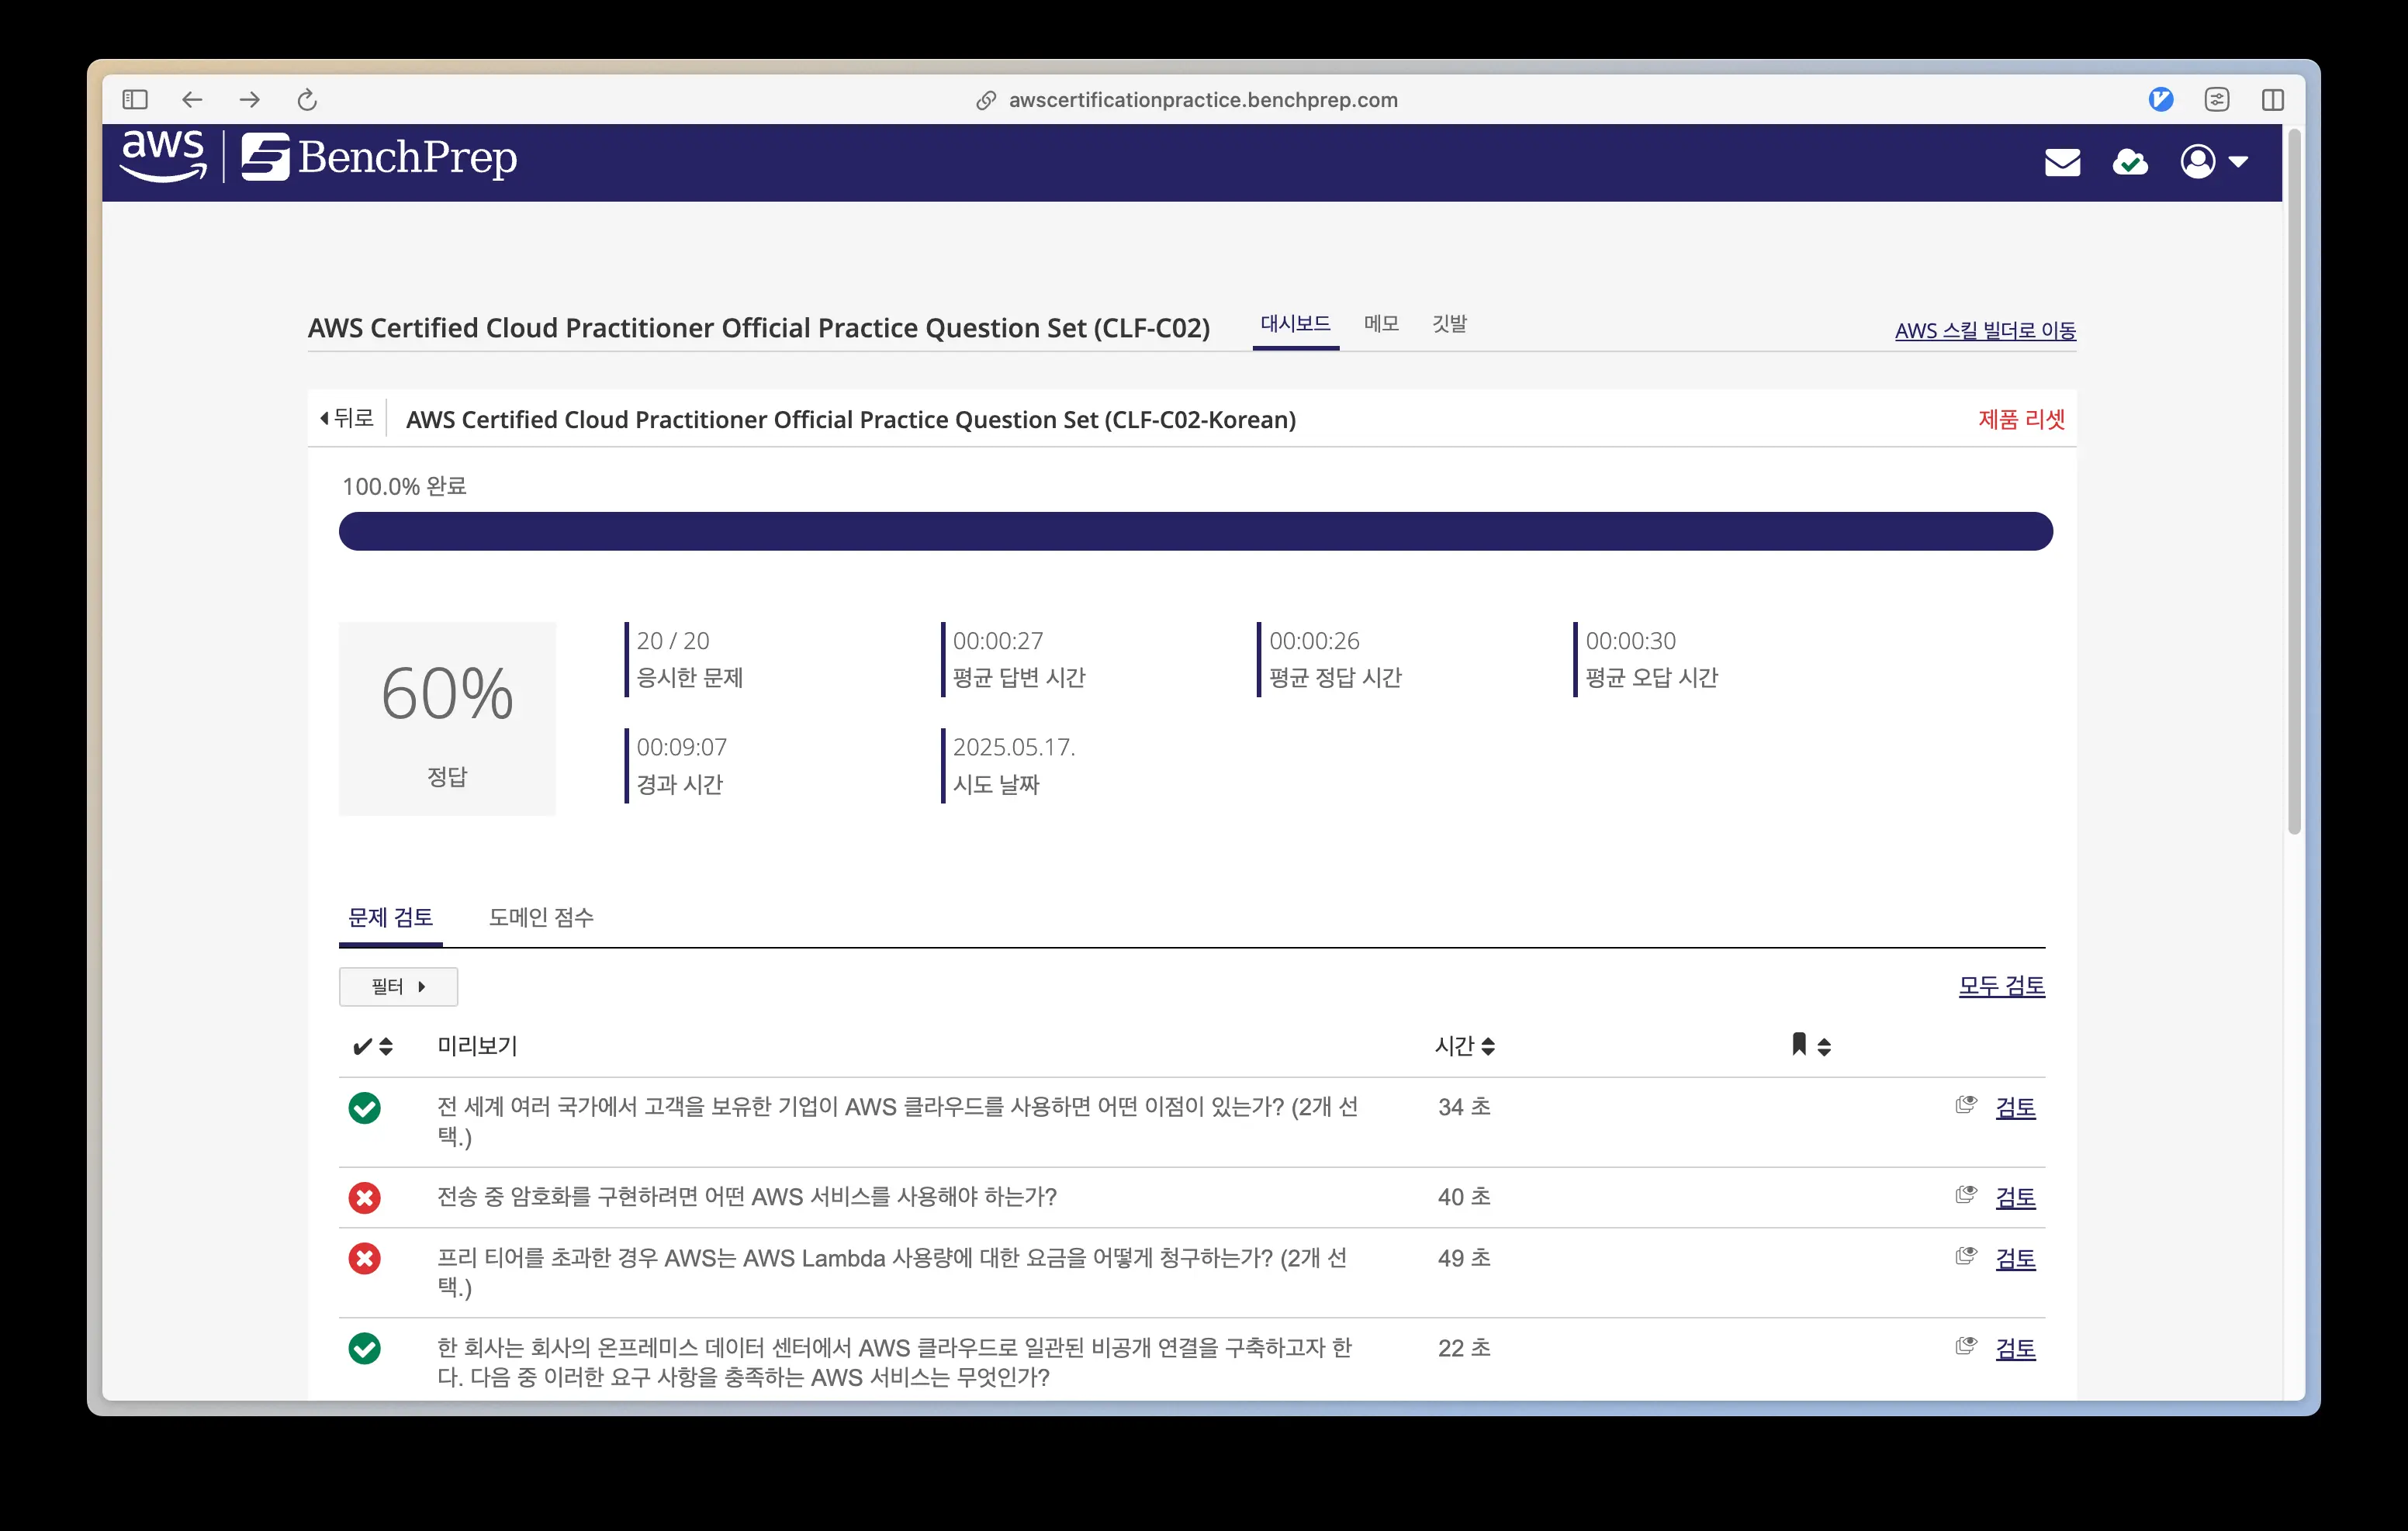 awscertificationpractice.benchprep.com
aws BenchPrep
AWS Certified Cloud Practitioner Official Practice Question Set (CLF-C02) 대시보드 메모 깃발 AWS 스킬 빌더로 이동
뒤로 AWS Certified Cloud Practitioner Official Practice Question Set (CLF-C02-Korean) 제품 리셋
100.0% 완료
60%
정답
20 / 20
응시한 문제
00:00:27
평균 답변 시간
00:00:26
평균 정답 시간
00:00:30
평균 오답 시간
00:09:07
경과 시간
2025.05.17.
시도 날짜
문제 검토 도메인 점수
필터 모두 검토
미리보기 시간
전 세계 여러 국가에서 고객을 보유한 기업이 AWS 클라우드를 사용하면 어떤 이점이 있는가? (2개 선 34 초 검토
택.)
전송 중 암호화를 구현하려면 어떤 AWS 서비스를 사용해야 하는가? 40 초 검토
프리 티어를 초과한 경우 AWS는 AWS Lambda 사용량에 대한 요금을 어떻게 청구하는가? (2개 선 49 초 검토
택.)
한 회사는 회사의 온프레미스 데이터 센터에서 AWS 클라우드로 일관된 비공개 연결을 구축하고자 한 22 초 검토
다. 다음 중 이러한 요구 사항을 충족하는 AWS 서비스는 무엇인가?